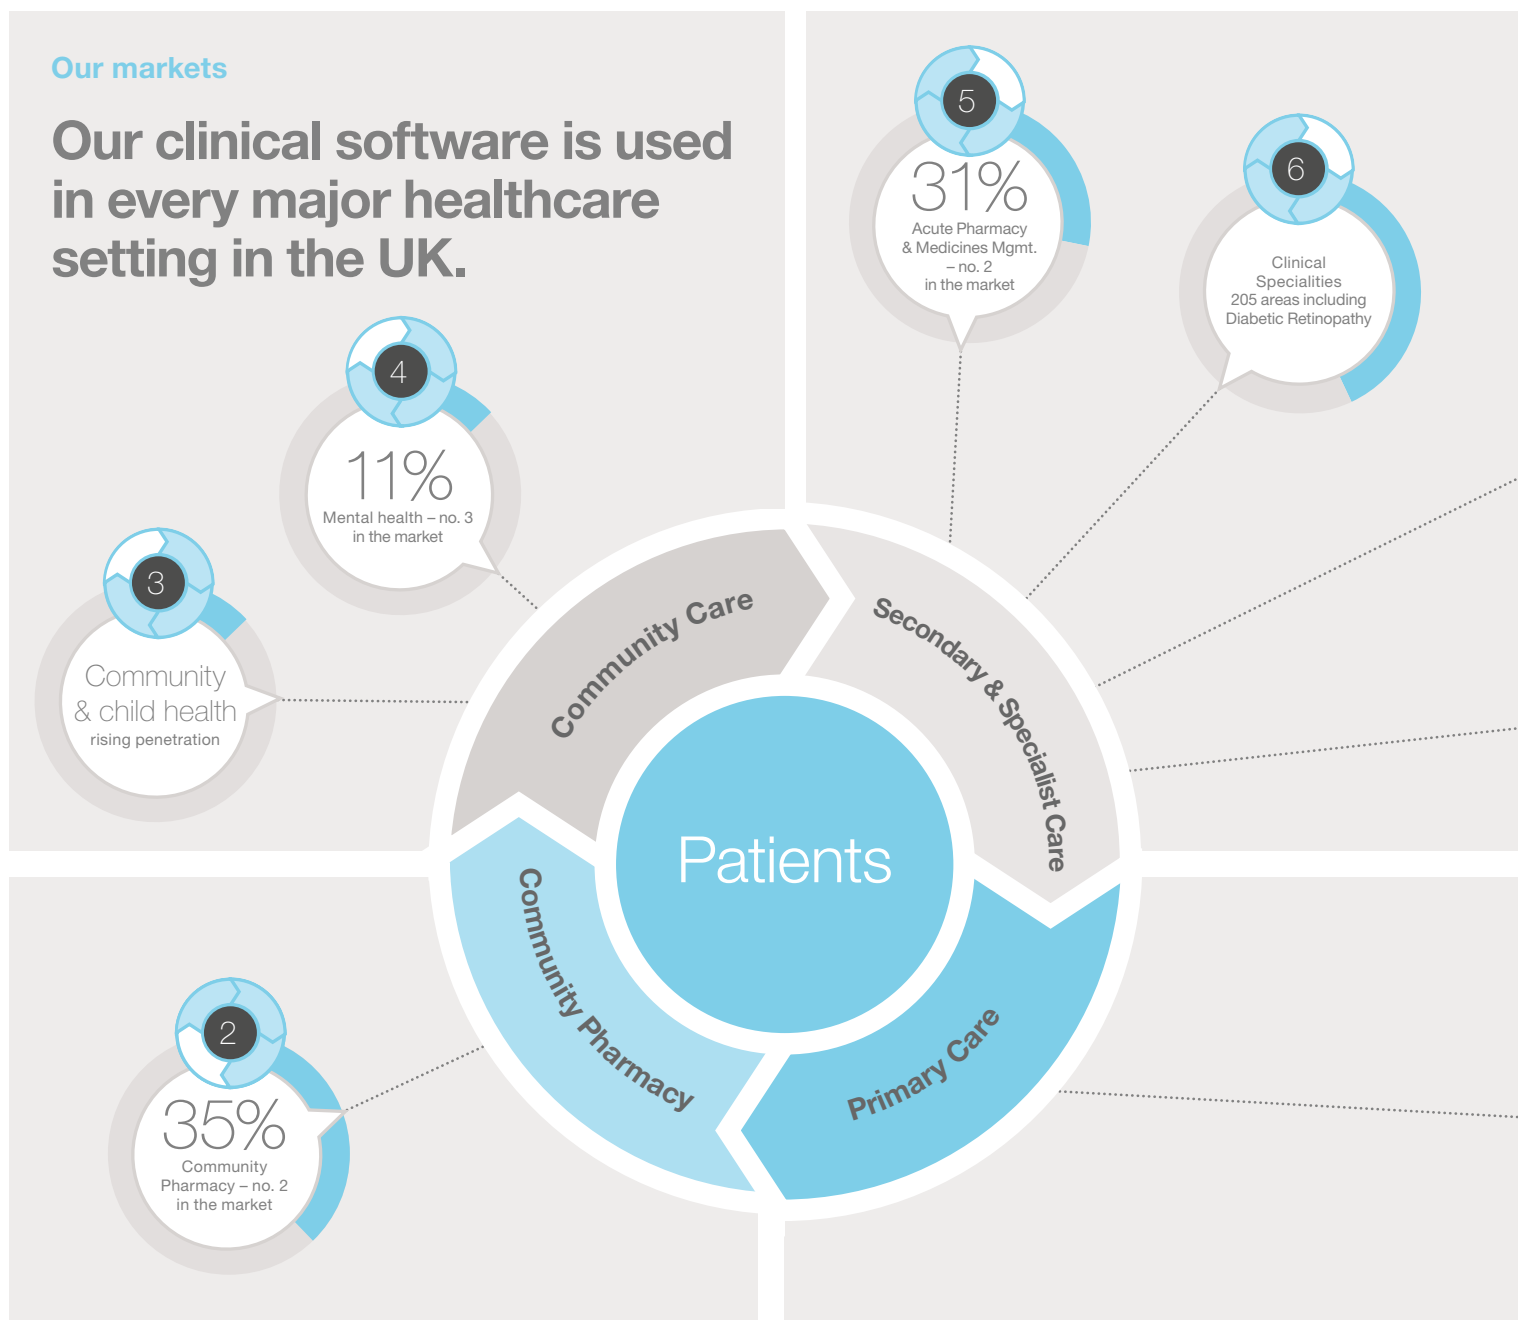 Our markets
Our clinical software is used
in every major healthcare
setting in the UK.
5
31%
Acute Pharmacy
& Medicines Mgmt.
– no. 2
in the market
6
Clinical
Specialities
205 areas including
Diabetic Retinopathy
4
11%
Mental health – no. 3
in the market
3
Community
& child health
rising penetration
Community Care
Secondary & Specialist Care
Patients
Community Pharmacy
Primary Care
2
35%
Community
Pharmacy – no. 2
in the market